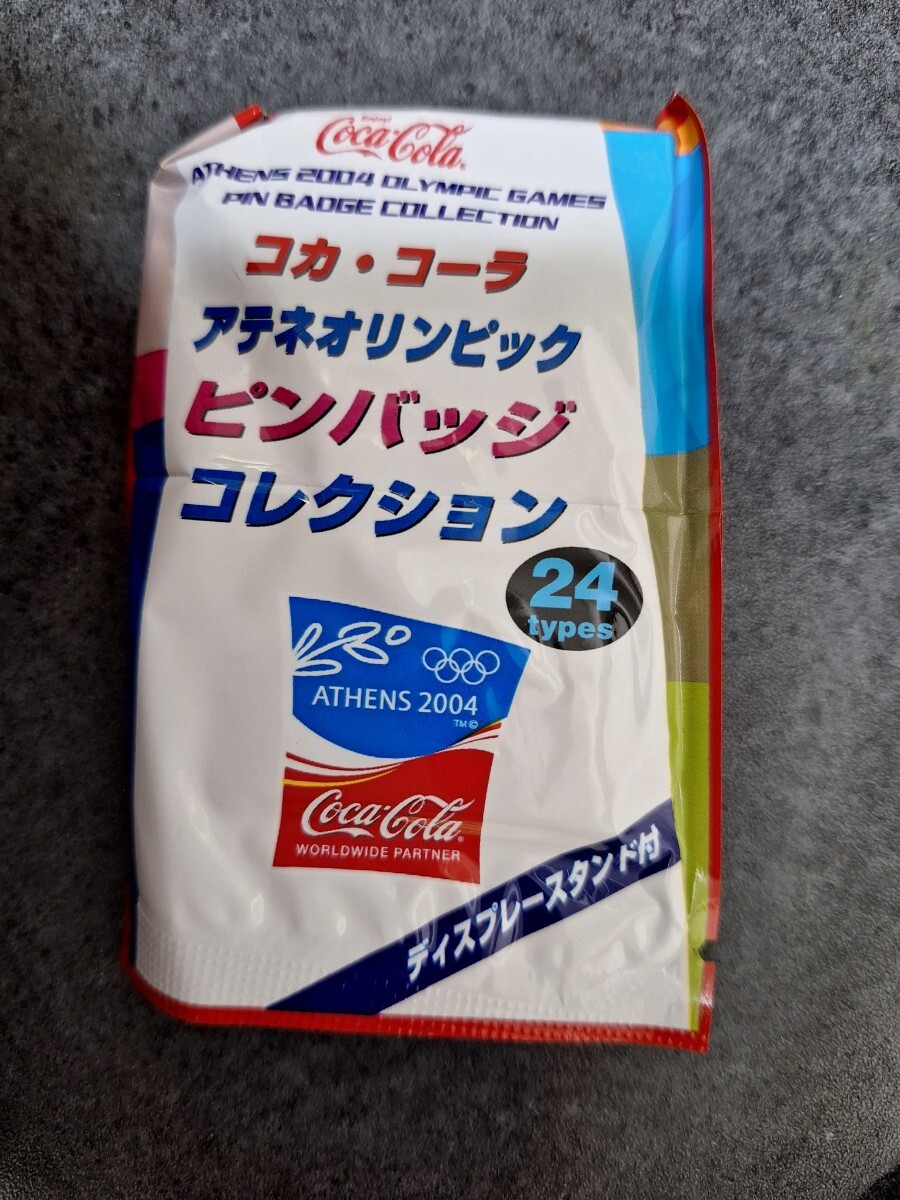 Enjoy!
Coca-Cola®
ATHENS 2004 OLYMPIC GAMES
PIN BADGE COLLECTION
コカ・コーラ
アテネオリンピック
ピンバッジ
コレクション
24
types
ATHENS 2004
TM©
Coca-Cola®
WORLDWIDE PARTNER
ディスプレースタンド付